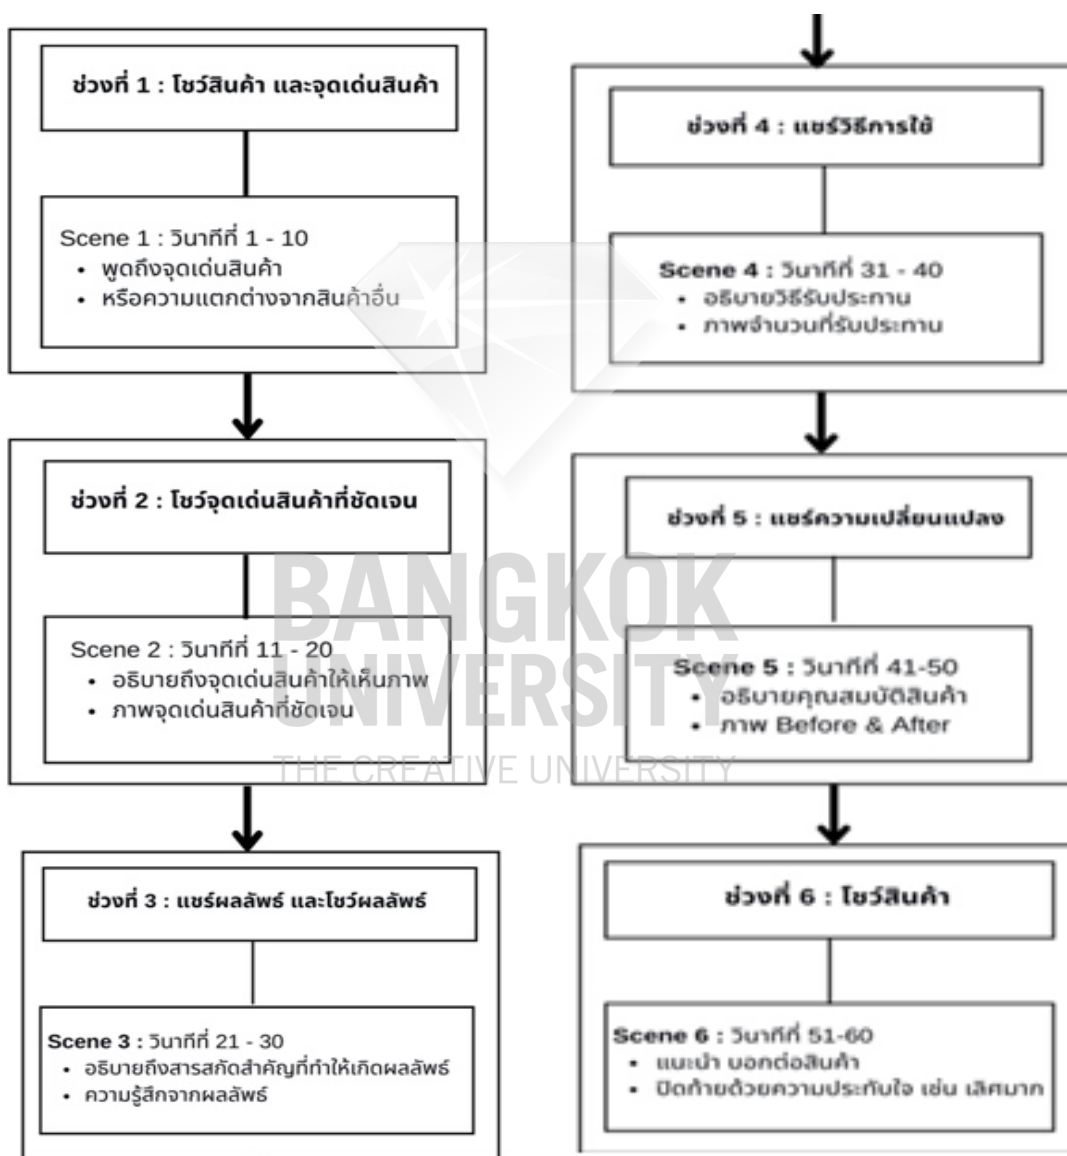 ช่วงที่ 1 : โชว์สินค้า และจุดเด่นสินค้า
Scene 1 : วินาทีที่ 1 - 10
• พูดถึงจุดเด่นสินค้า
• หรือความแตกต่างจากสินค้าอื่น
ช่วงที่ 2 : โชว์จุดเด่นสินค้าที่ชัดเจน
Scene 2 : วินาทีที่ 11 - 20
• อธิบายถึงจุดเด่นสินค้าให้เห็นภาพ
• ภาพจุดเด่นสินค้าที่ชัดเจน
ช่วงที่ 3 : แชร์ผลลัพธ์ และโชว์ผลลัพธ์
Scene 3 : วินาทีที่ 21 - 30
• อธิบายถึงสารสกัดสำคัญที่ทำให้เกิดผลลัพธ์
• ความรู้สึกจากผลลัพธ์
ช่วงที่ 4 : แชร์วิธีการใช้
Scene 4 : วินาทีที่ 31 - 40
• อธิบายวิธีรับประทาน
• ภาพจำนวนที่รับประทาน
ช่วงที่ 5 : แชร์ความเปลี่ยนแปลง
Scene 5 : วินาทีที่ 41-50
• อธิบายคุณสมบัติสินค้า
• ภาพ Before & After
ช่วงที่ 6 : โชว์สินค้า
Scene 6 : วินาทีที่ 51-60
• แนะนำ บอกต่อสินค้า
• ปิดท้ายด้วยความประทับใจ เช่น เลิศมาก
BANGKOK
UNIVERSITY
THE CREATIVE UNIVERSITY